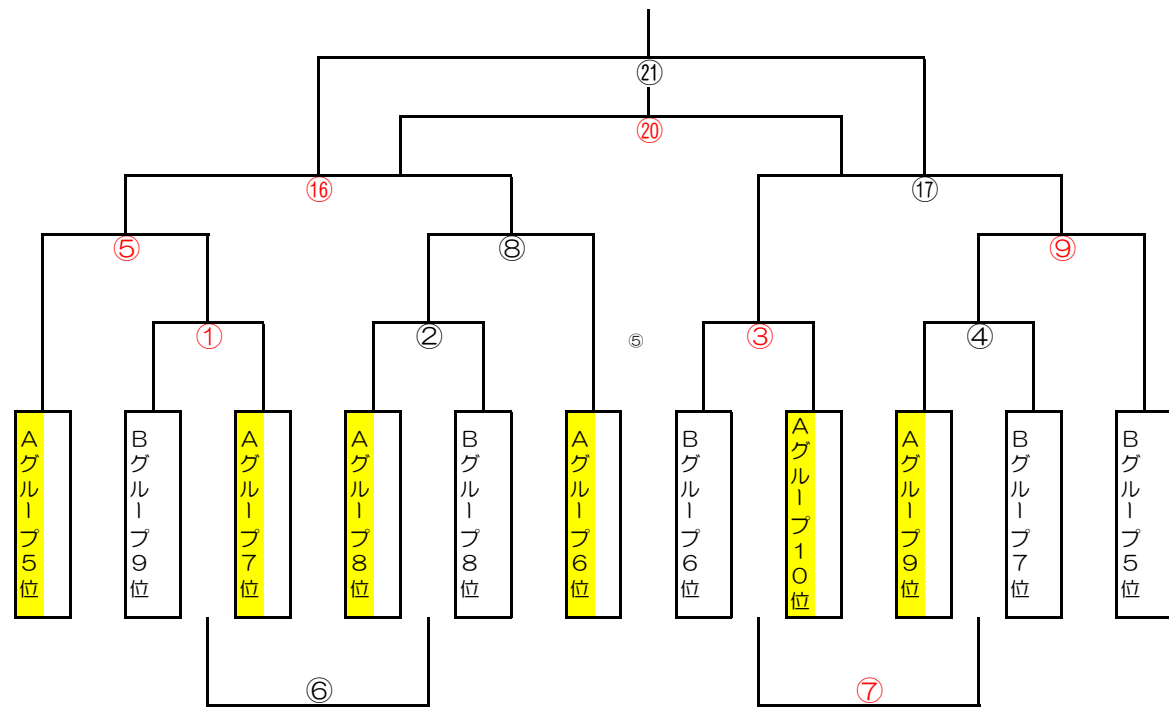 ㉑
⑳
⑯
⑰
⑤
⑧
⑨
①
②
⑤
③
④
Aグループ5位
Bグループ9位
Aグループ7位
Aグループ8位
Bグループ8位
Aグループ6位
Bグループ6位
Aグループ10位
Aグループ9位
Bグループ7位
Bグループ5位
⑥
⑦